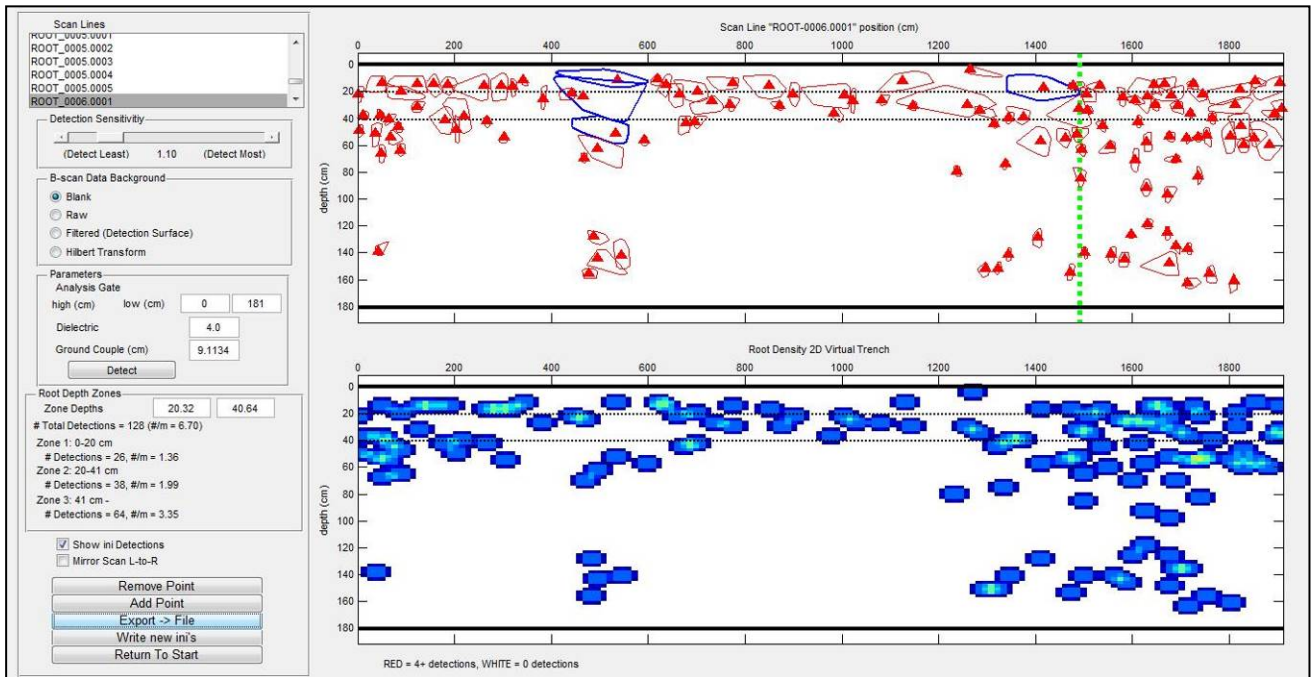 Scan Lines
ROOT_0005.0001
ROOT_0005.0002
ROOT_0005.0003
ROOT_0005.0004
ROOT_0005.0005
ROOT_0006.0001
Detection Sensitivitiy
(Detect Least) 1.10 (Detect Most)
B-scan Data Background
Blank
Raw
Filtered (Detection Surface)
Hilbert Transform
Parameters
Analysis Gate
high (cm) low (cm) 0 181
Dielectric 4.0
Ground Couple (cm) 9.1134
Detect
Root Depth Zones
Zone Depths 20.32 40.64
# Total Detections = 128 (#/m = 6.70)
Zone 1: 0-20 cm
# Detections = 26, #/m = 1.36
Zone 2: 20-41 cm
# Detections = 38, #/m = 1.99
Zone 3: 41 cm -
# Detections = 64, #/m = 3.35
Show ini Detections
Mirror Scan L-to-R
Remove Point
Add Point
Export -> File
Write new ini's
Return To Start
Scan Line "ROOT-0006.0001" position (cm)
0 200 400 600 800 1000 1200 1400 1600 1800
depth (cm)
0
20
40
60
80
100
120
140
160
180
Root Density 2D Virtual Trench
0 200 400 600 800 1000 1200 1400 1600 1800
depth (cm)
0
20
40
60
80
100
120
140
160
180
RED = 4+ detections, WHITE = 0 detections